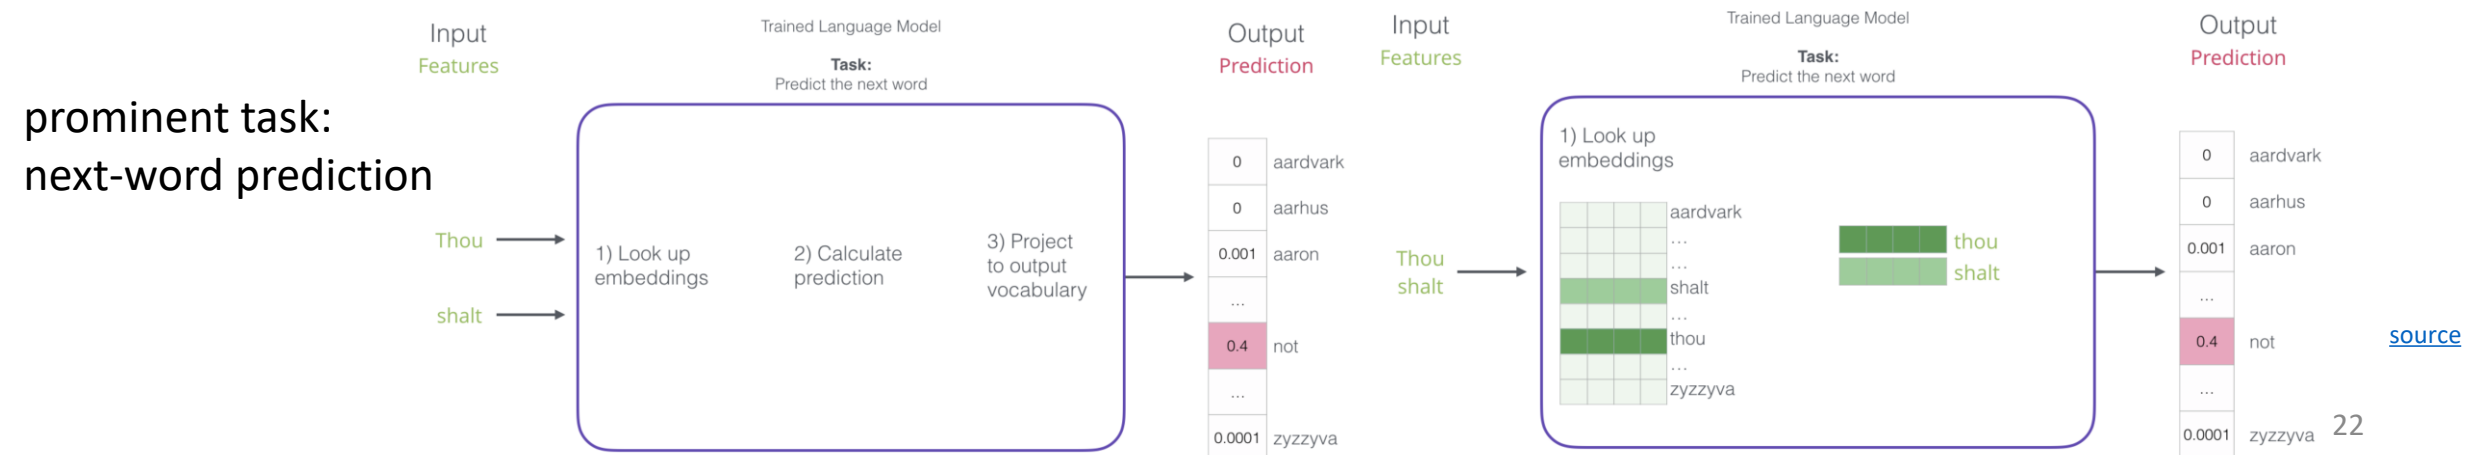 prominent task:
next-word prediction
Input
Features
Trained Language Model
Task:
Predict the next word
Output
Prediction
Thou
shalt
1) Look up
embeddings
2) Calculate
prediction
3) Project
to output
vocabulary
0 aardvark
0 aarhus
0.001 aaron
...
0.4 not
...
0.0001 zyzzyva
Input
Features
Trained Language Model
Task:
Predict the next word
Output
Prediction
Thou
shalt
1) Look up
embeddings
aardvark
...
...
shalt
...
thou
...
zyzzyva
thou
shalt
0 aardvark
0 aarhus
0.001 aaron
...
0.4 not
...
0.0001 zyzzyva
source
22